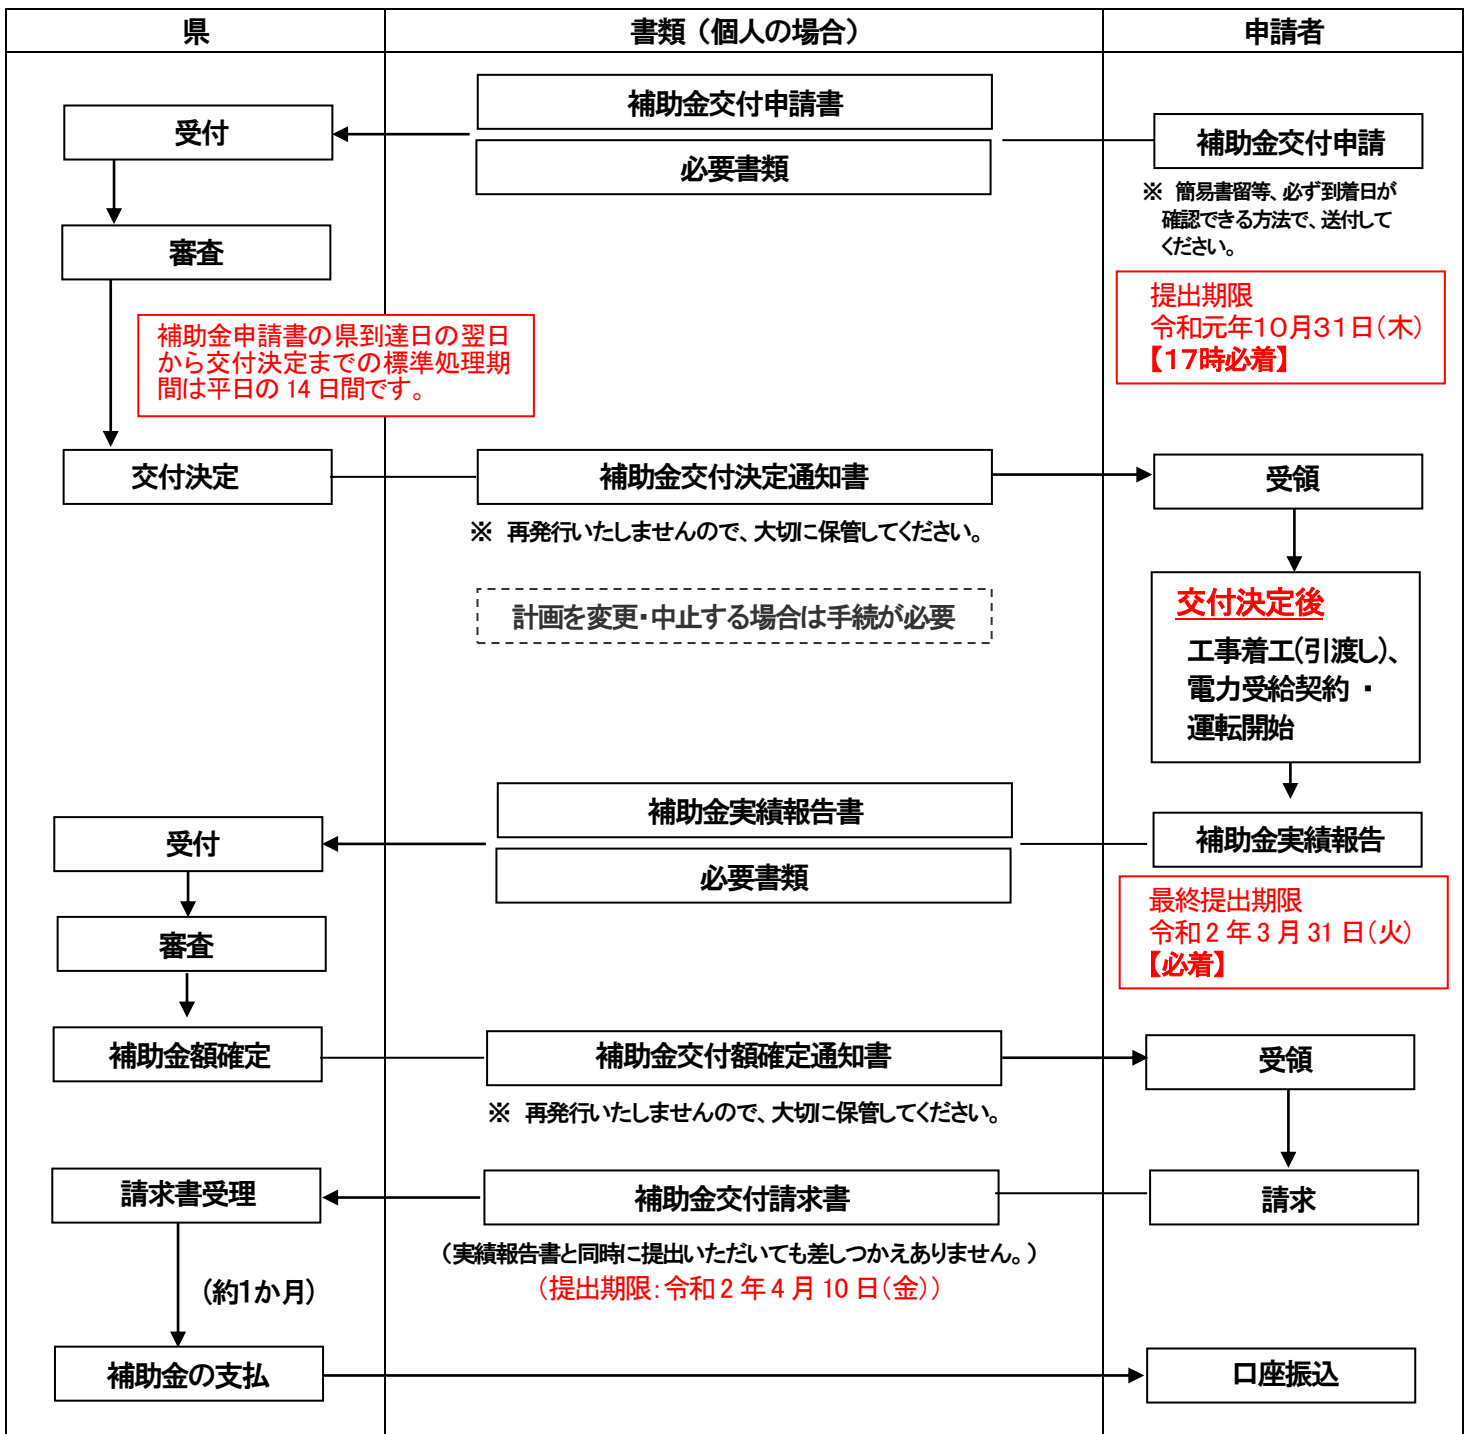 県
書類（個人の場合）
申請者
補助金交付申請書
受付
補助金交付申請
必要書類
※ 簡易書留等、必ず到着日が
確認できる方法で、送付して
ください。
審査
提出期限
令和元年１０月３１日（木）
【１７時必着】
補助金申請書の県到達日の翌日
から交付決定までの標準処理期
間は平日の 14 日間です。
交付決定
補助金交付決定通知書
受領
※ 再発行いたしませんので、大切に保管してください。
計画を変更・中止する場合は手続が必要
交付決定後
工事着工（引渡し）、
電力受給契約 ・
運転開始
補助金実績報告書
受付
補助金実績報告
必要書類
最終提出期限
令和 2 年 3 月 31 日（火）
【必着】
審査
補助金額確定
補助金交付額確定通知書
受領
※ 再発行いたしませんので、大切に保管してください。
請求書受理
補助金交付請求書
請求
（実績報告書と同時に提出いただいても差しつかえありません。）
（提出期限：令和 2 年 4 月 10 日（金））
（約1か月）
補助金の支払
口座振込